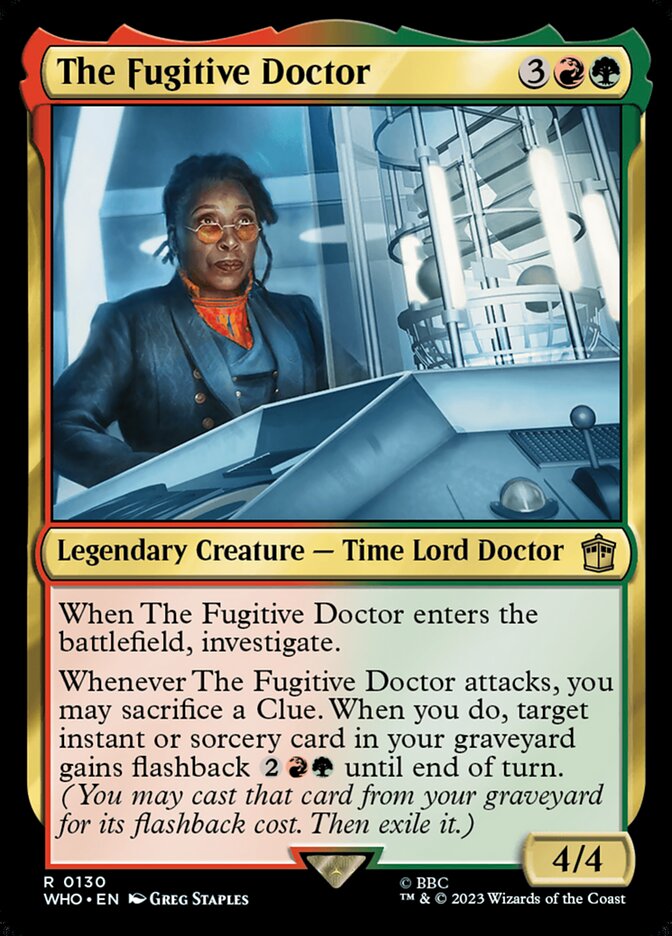 The Fugitive Doctor 3
Legendary Creature — Time Lord Doctor
When The Fugitive Doctor enters the
battlefield, investigate.
Whenever The Fugitive Doctor attacks, you
may sacrifice a Clue. When you do, target
instant or sorcery card in your graveyard
gains flashback 2 until end of turn.
(You may cast that card from your graveyard
for its flashback cost. Then exile it.)
4/4
R 0130
WHO • EN Greg Staples
© BBC
™ & © 2023 Wizards of the Coast